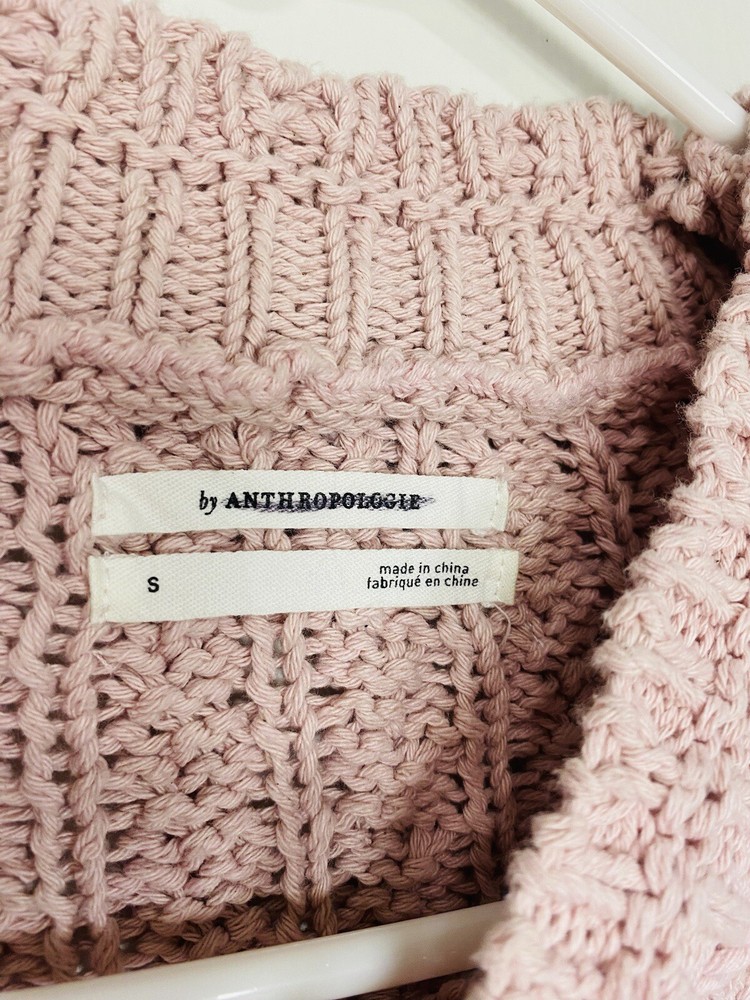 by ANTHROPOLOGIE
S
made in china
fabriqué en chine